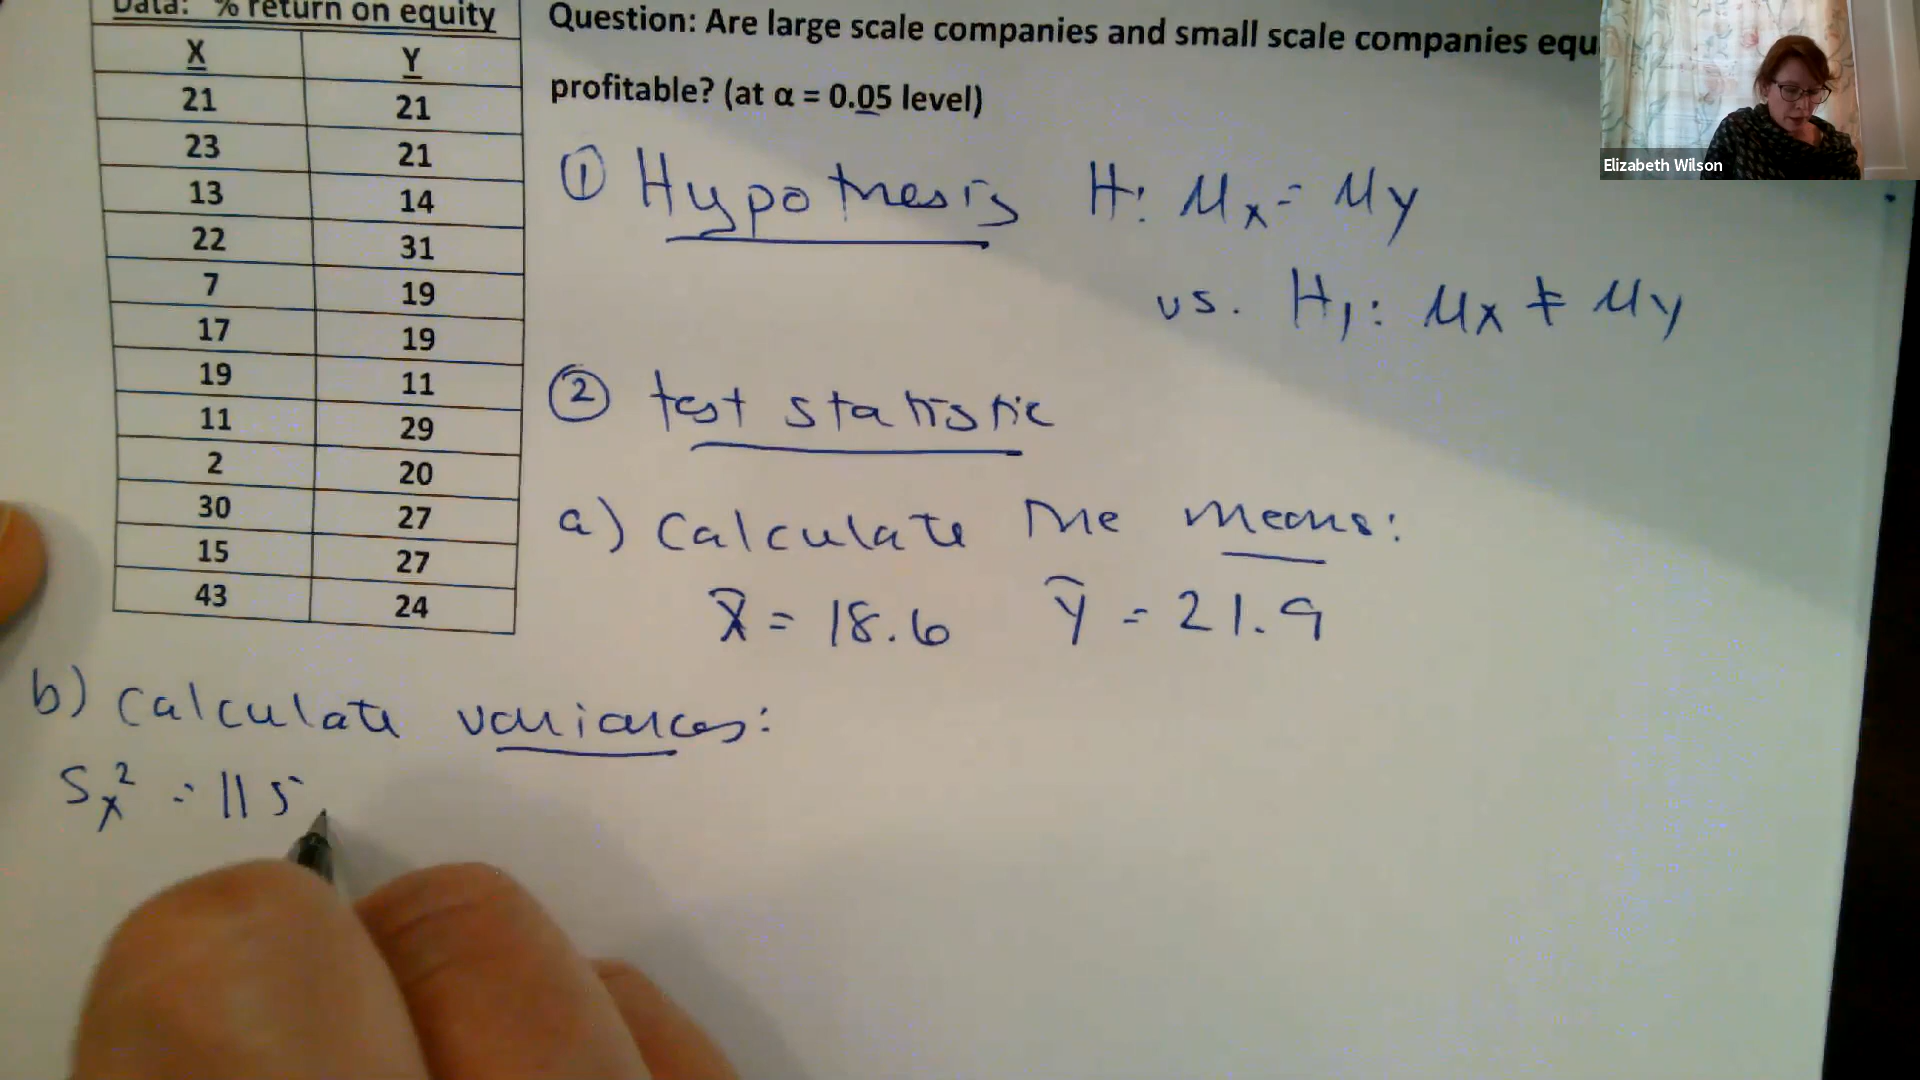 Data: % return on equity
X Y
21 21
23 21
13 14
22 31
7 19
17 19
19 11
11 29
2 20
30 27
15 27
43 24
Question: Are large scale companies and small scale companies equ
profitable? (at α = 0.05 level)
① Hypothesis H: μx = μy
vs. H₁: μx ≠ μy
② test statistic
a) Calculate the means:
X̄ = 18.6 Ȳ = 21.9
b) Calculate variances:
Sx² = 115.
Elizabeth Wilson